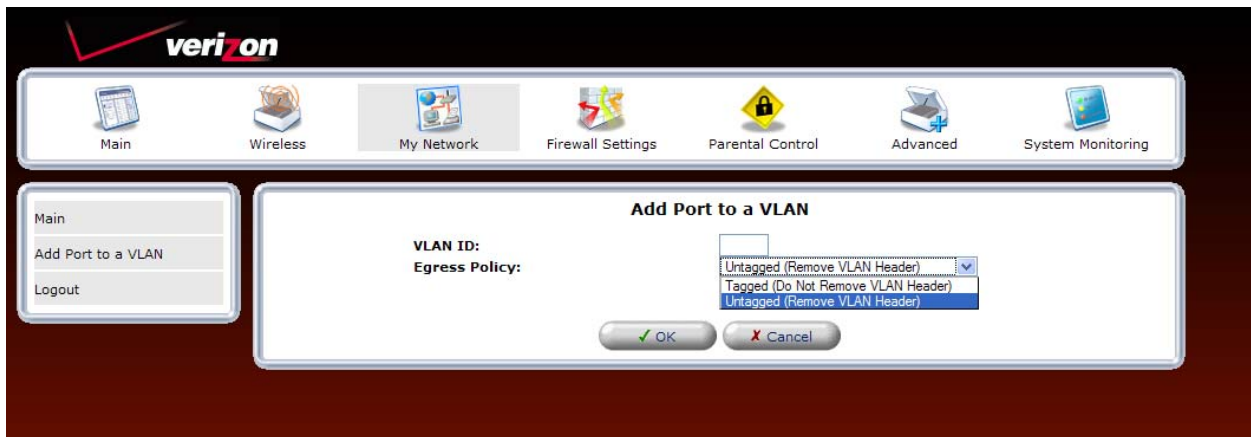 verizon
Main Wireless My Network Firewall Settings Parental Control Advanced System Monitoring
Main
Add Port to a VLAN
Logout
Add Port to a VLAN
VLAN ID:
Egress Policy: Untagged (Remove VLAN Header)
Tagged (Do Not Remove VLAN Header)
Untagged (Remove VLAN Header)
OK Cancel